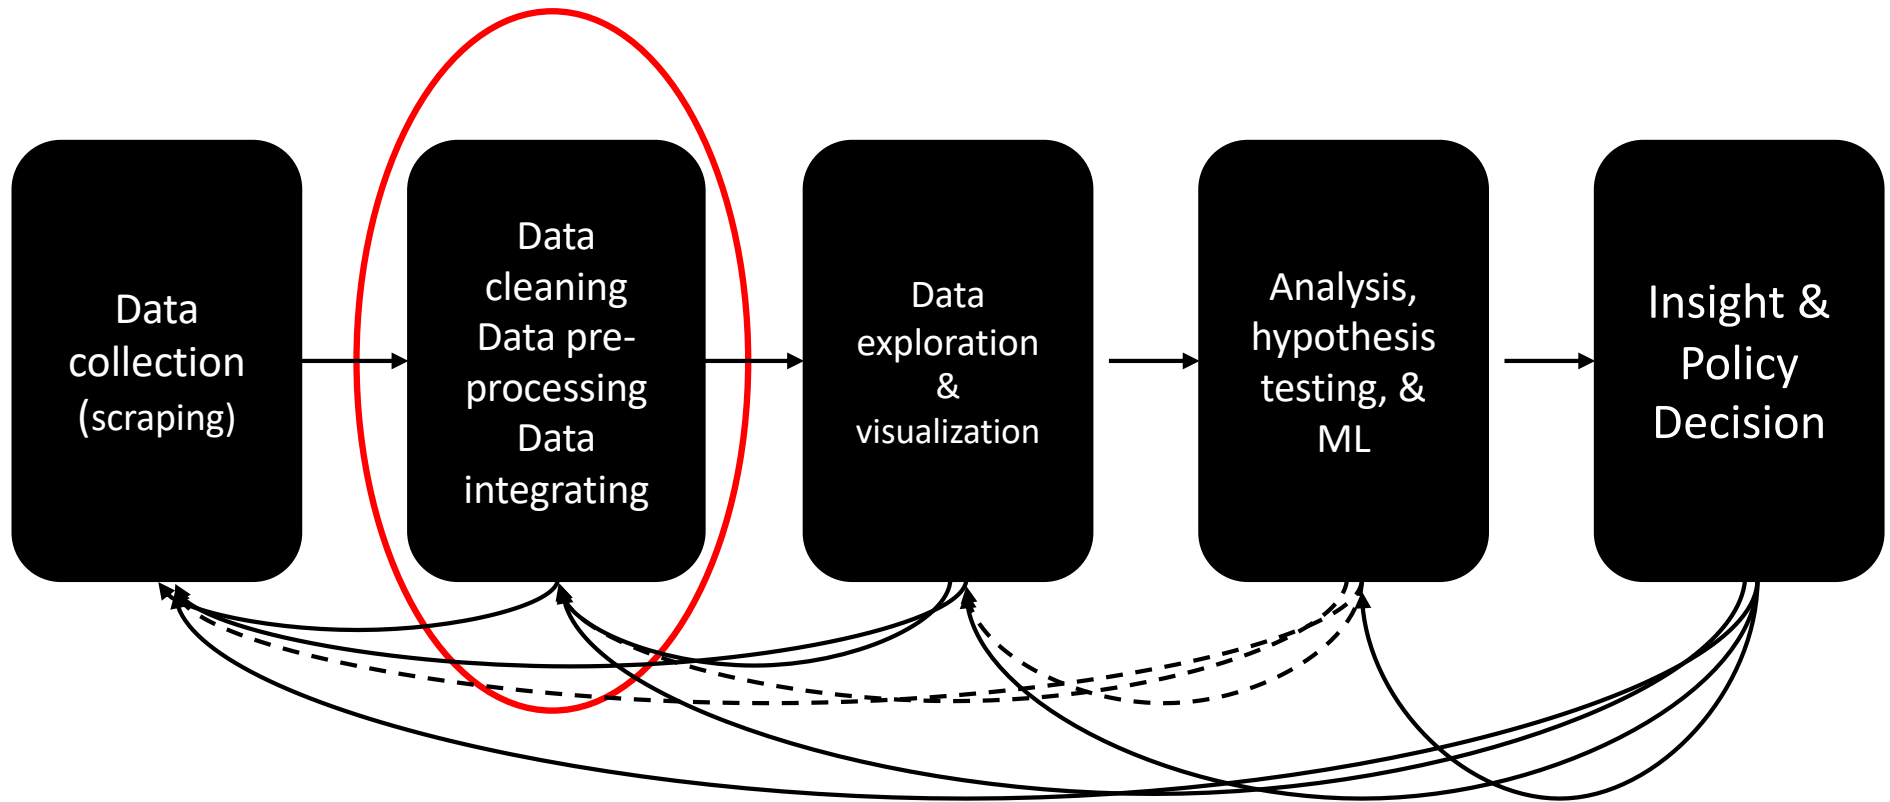 Data
collection
(scraping)
Data
cleaning
Data pre-
processing
Data
integrating
Data
exploration
&
visualization
Analysis,
hypothesis
testing, &
ML
Insight &
Policy
Decision